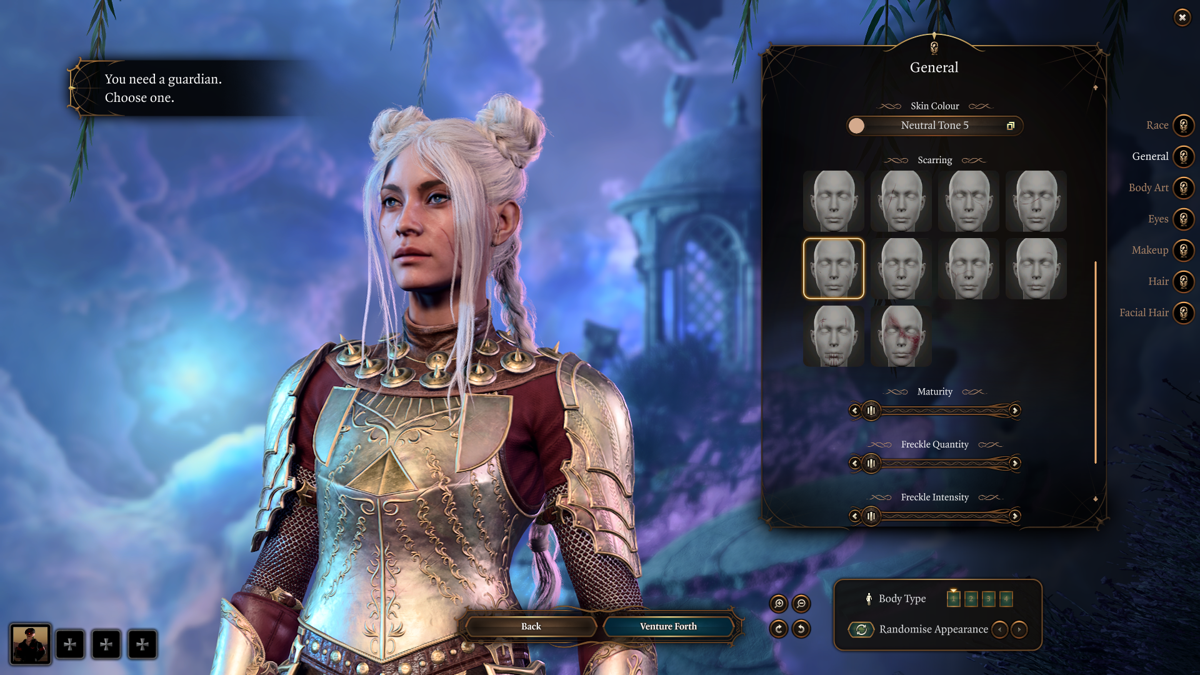 You need a guardian.
Choose one.
General
Skin Colour
Neutral Tone 5
Scarring
Maturity
Freckle Quantity
Freckle Intensity
Race
General
Body Art
Eyes
Makeup
Hair
Facial Hair
Back
Venture Forth
Body Type
Randomise Appearance